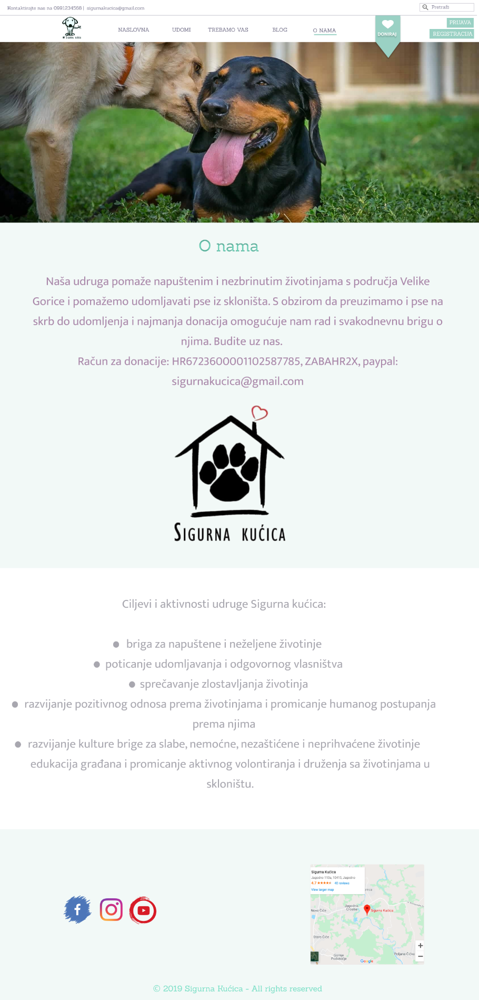 Kontaktirajte nas na 0991234568 | sigurnakucica@gmail.com
Pretraži
SIGURNA KUĆICA
NASLOVNA
UDOMI
TREBAMO VAS
BLOG
O NAMA
DONIRAJ
PRIJAVA
REGISTRACIJA
O nama
Naša udruga pomaže napuštenim i nezbrinutim životinjama s područja Velike
Gorice i pomažemo udomljavati pse iz skloništa. S obzirom da preuzimamo i pse na
skrb do udomljenja i najmanja donacija omogućuje nam rad i svakodnevnu brigu o
njima. Budite uz nas.
Račun za donacije: HR6723600001102587785, ZABAHR2X, paypal:
sigurnakucica@gmail.com
SIGURNA KUĆICA
Ciljevi i aktivnosti udruge Sigurna kućica:
● briga za napuštene i neželjene životinje
● poticanje udomljavanja i odgovornog vlasništva
● sprečavanje zlostavljanja životinja
● razvijanje pozitivnog odnosa prema životinjama i promicanje humanog postupanja
prema njima
● razvijanje kulture brige za slabe, nemoćne, nezaštićene i neprihvaćene životinje
edukacija građana i promicanje aktivnog volontiranja i druženja sa životinjama u
skloništu.
Sigurna Kućica
Jagodno 113a, 10415, Jagodno
4.7 ★★★★★ 40 reviews
View larger map
nica
Jagodno,
Croatia
Novo Čiče
Sigurna Kućica
Staro Čiče
Gornje
Podotočje
Poljana Čička
Google
© 2019 Sigurna Kućica - All rights reserved